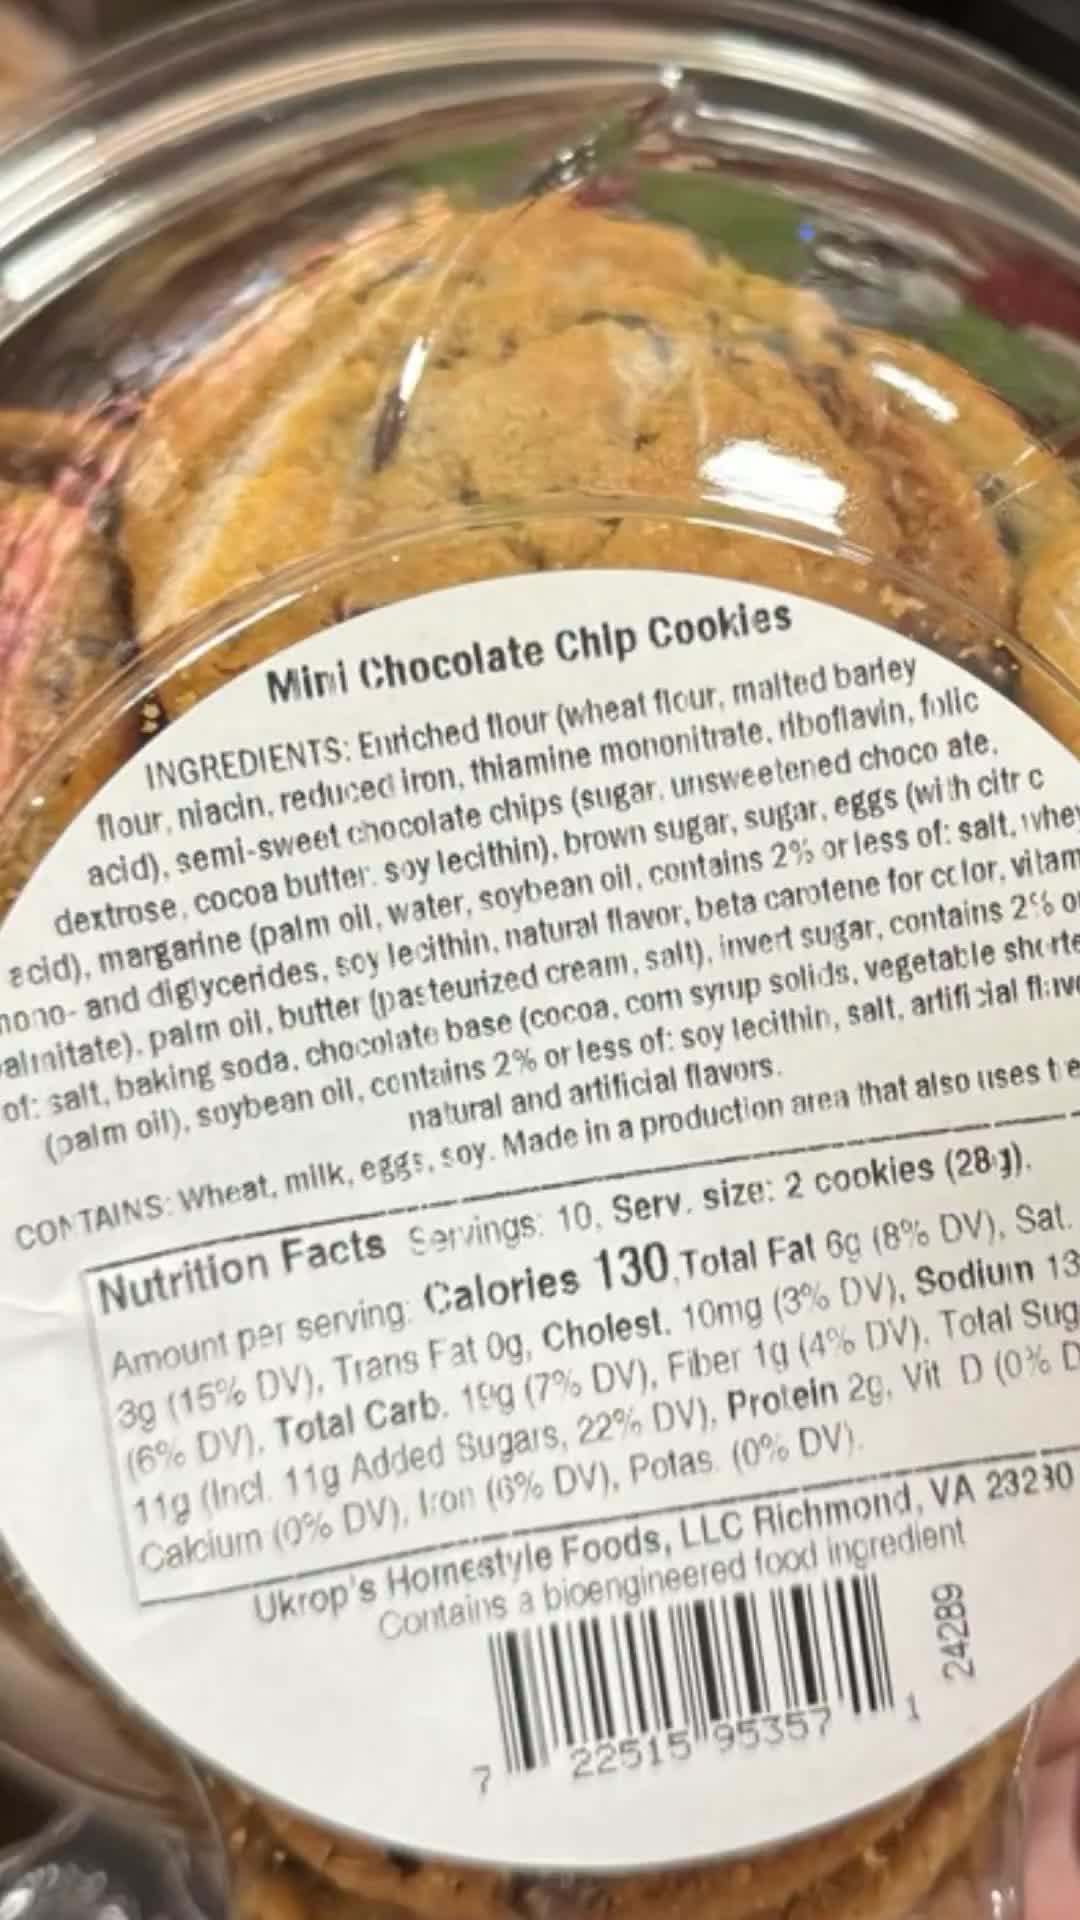 Mini Chocolate Chip Cookies
INGREDIENTS: Enriched flour (wheat flour, malted barley
flour, niacin, reduced iron, thiamine mononitrate, riboflavin, folic
acid), semi-sweet chocolate chips (sugar, unsweetened chocolate,
dextrose, cocoa butter, soy lecithin), brown sugar, sugar, eggs (with citric
acid), margarine (palm oil, water, soybean oil, contains 2% or less of: salt, whey
mono- and diglycerides, soy lecithin, natural flavor, beta carotene for color, vitam
almitate), palm oil, butter (pasteurized cream, salt), invert sugar, contains 2% or
of: salt, baking soda, chocolate base (cocoa, corn syrup solids, vegetable shorte
(palm oil), soybean oil, contains 2% or less of: soy lecithin, salt, artificial flavo
natural and artificial flavors.
CONTAINS: Wheat, milk, eggs, soy. Made in a production area that also uses tre
Nutrition Facts Servings: 10, Serv. size: 2 cookies (28g).
Amount per serving: Calories 130, Total Fat 6g (8% DV), Sat.
3g (15% DV), Trans Fat 0g, Cholest. 10mg (3% DV), Sodium 13
(6% DV), Total Carb. 19g (7% DV), Fiber 1g (4% DV), Total Sug
11g (Incl. 11g Added Sugars, 22% DV), Protein 2g, Vit D (0% D
Calcium (0% DV), Iron (6% DV), Potas. (0% DV).
Ukrop's Homestyle Foods, LLC Richmond, VA 23230
Contains a bioengineered food ingredient
24289
7 22515 95357 1